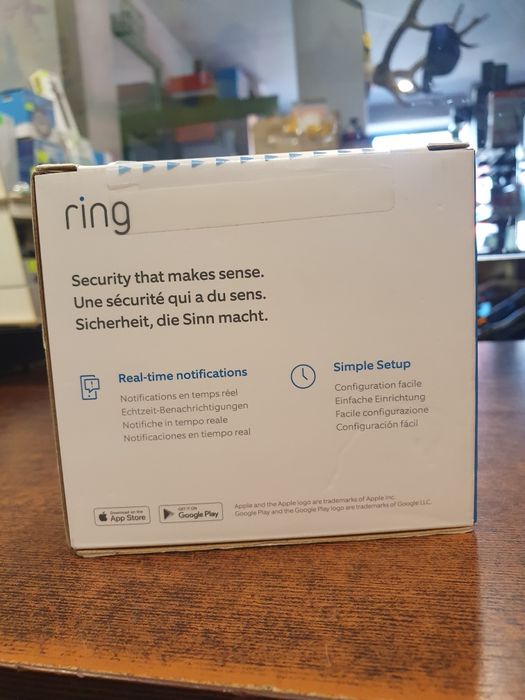 ring
Security that makes sense.
Une sécurité qui a du sens.
Sicherheit, die Sinn macht.
Real-time notifications
Notifications en temps réel
Echtzeit-Benachrichtigungen
Notifiche in tempo reale
Notificaciones en tiempo real
Simple Setup
Configuration facile
Einfache Einrichtung
Facile configurazione
Configuración fácil
Download on the
App Store
GET IT ON
Google Play
Apple and the Apple logo are trademarks of Apple Inc.
Google Play and the Google Play logo are trademarks of Google LLC.